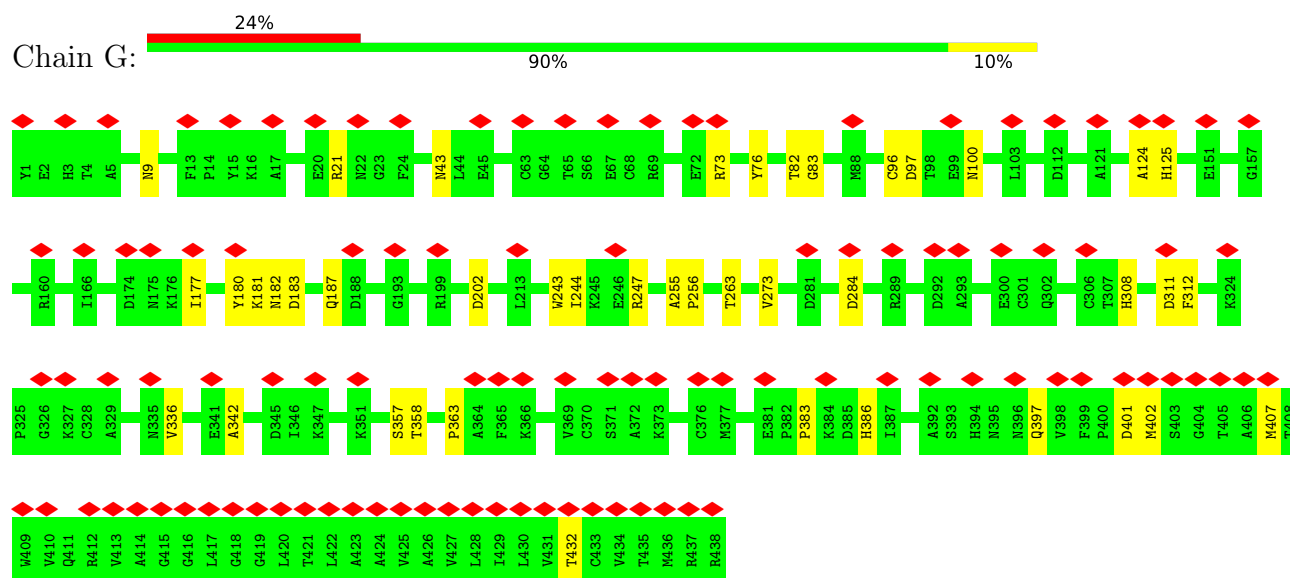 24%
Chain G:
90% 10%
Y1 E2 H3 T4 A5 N9 F13 P14 Y15 K16 A17 E20 R21 N22 G23 F24 N43 L44 E45 C63 G64 T65 S66 E67 C68 R69 E72 R73 Y76 T82 G83 M88 C96 D97 T98 E99 N100 L103 D112 A121 A124 H125 E151 G157
R160 I166 D174 N175 K176 I177 Y180 K181 N182 D183 Q187 D188 G193 R199 D202 L213 W243 I244 K245 E246 R247 A255 P256 T263 V273 D281 D284 R289 D292 A293 E300 C301 Q302 C306 T307 H308 D311 F312 K324
P325 G326 K327 C328 A329 N335 V336 E341 A342 D345 I346 K347 K351 S357 T358 P363 A364 F365 K366 V369 C370 S371 A372 K373 C376 M377 E381 P382 P383 K384 D385 H386 I387 A392 S393 H394 N395 N396 Q397 V398 F399 P400 D401 M402 S403 G404 T405 A406 M407 T408
W409 V410 Q411 R412 V413 A414 G415 G416 L417 G418 G419 L420 T421 L422 A423 A424 V425 A426 V427 L428 I429 L430 V431 T432 C433 V434 T435 M436 R437 R438